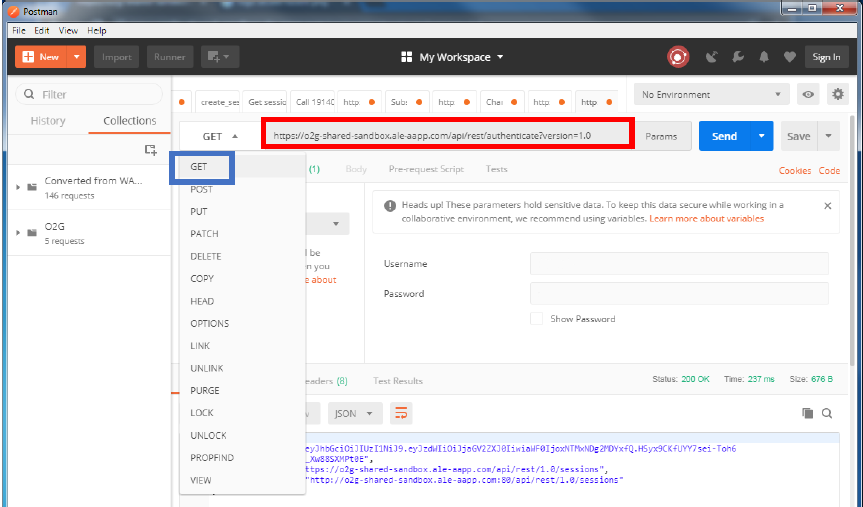 Postman
File Edit View Help
New Import Runner My Workspace Sign In
Filter
History Collections
Converted from WA...
146 requests
O2G
5 requests
create_ses Get sessio Call 1914( http: Sub: http: Cha http: http
No Environment
GET https://o2g-shared-sandbox.ale-aapp.com/api/rest/authenticate?version=1.0 Params Send Save
GET
POST
PUT
PATCH
DELETE
COPY
HEAD
OPTIONS
LINK
UNLINK
PURGE
LOCK
UNLOCK
PROPFIND
VIEW
(1) Body Pre-request Script Tests Cookies Code
Heads up! These parameters hold sensitive data. To keep this data secure while working in a
collaborative environment, we recommend using variables. Learn more about variables
l be
n you
e about
Username
Password
Show Password
eaders (8) Test Results Status: 200 OK Time: 237 ms Size: 676 B
JSON
_Xw88SXMPt0E",
ttps://o2g-shared-sandbox.ale-aapp.com/api/rest/1.0/sessions",
"http://o2g-shared-sandbox.ale-aapp.com:80/api/rest/1.0/sessions"